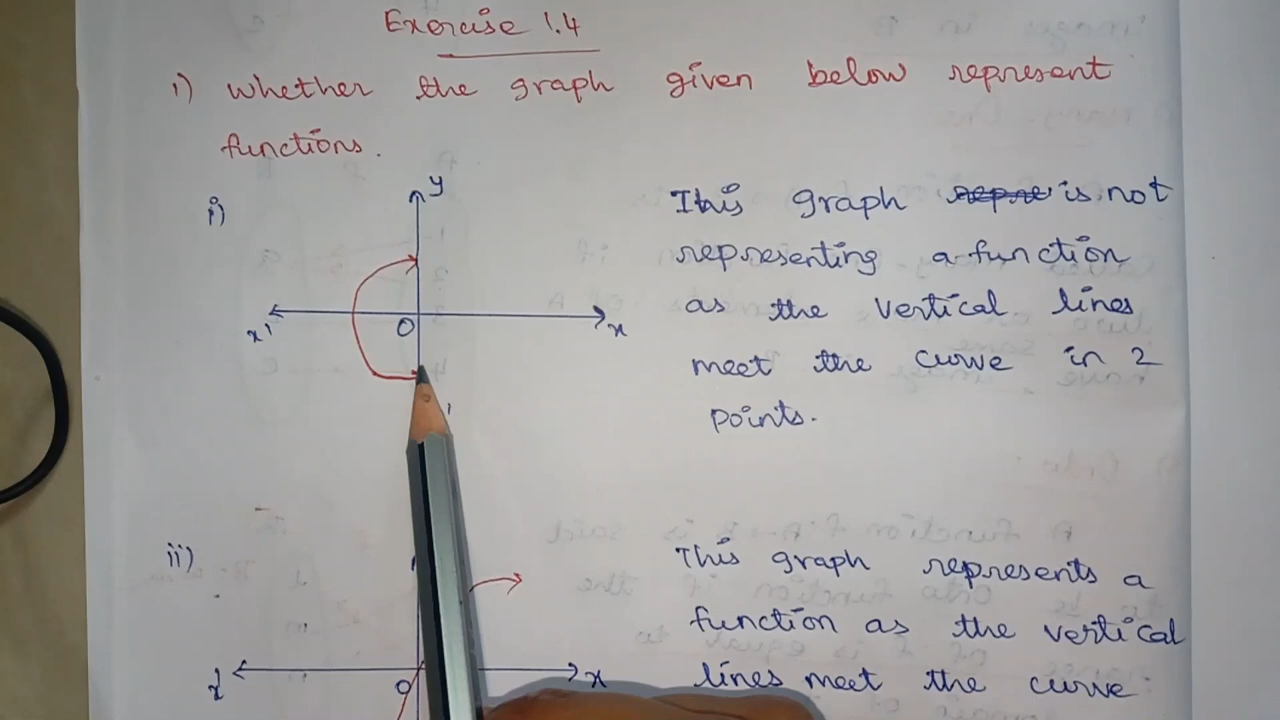 Exercise 1.4
1) whether the graph given below represent
functions.
i)
y
x' O x
This graph repre is not
representing a function
as the vertical lines
meet the curve in 2
points.
ii)
x' O x
This graph represents a
function as the vertical
lines meet the curve